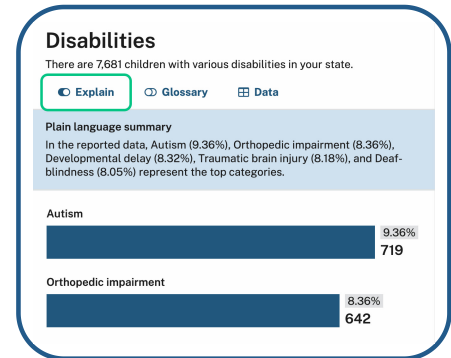 Disabilities
There are 7,681 children with various disabilities in your state.
Explain Glossary Data
Plain language summary
In the reported data, Autism (9.36%), Orthopedic impairment (8.36%),
Developmental delay (8.32%), Traumatic brain injury (8.18%), and Deaf-
blindness (8.05%) represent the top categories.
Autism
9.36%
719
Orthopedic impairment
8.36%
642